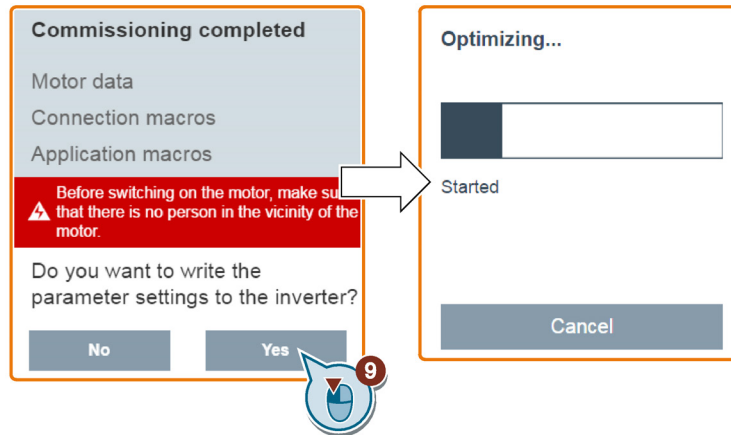 Commissioning completed
Motor data
Connection macros
Application macros
Before switching on the motor, make su
that there is no person in the vicinity of the
motor.
Do you want to write the
parameter settings to the inverter?
No
Yes
9
Optimizing...
Started
Cancel